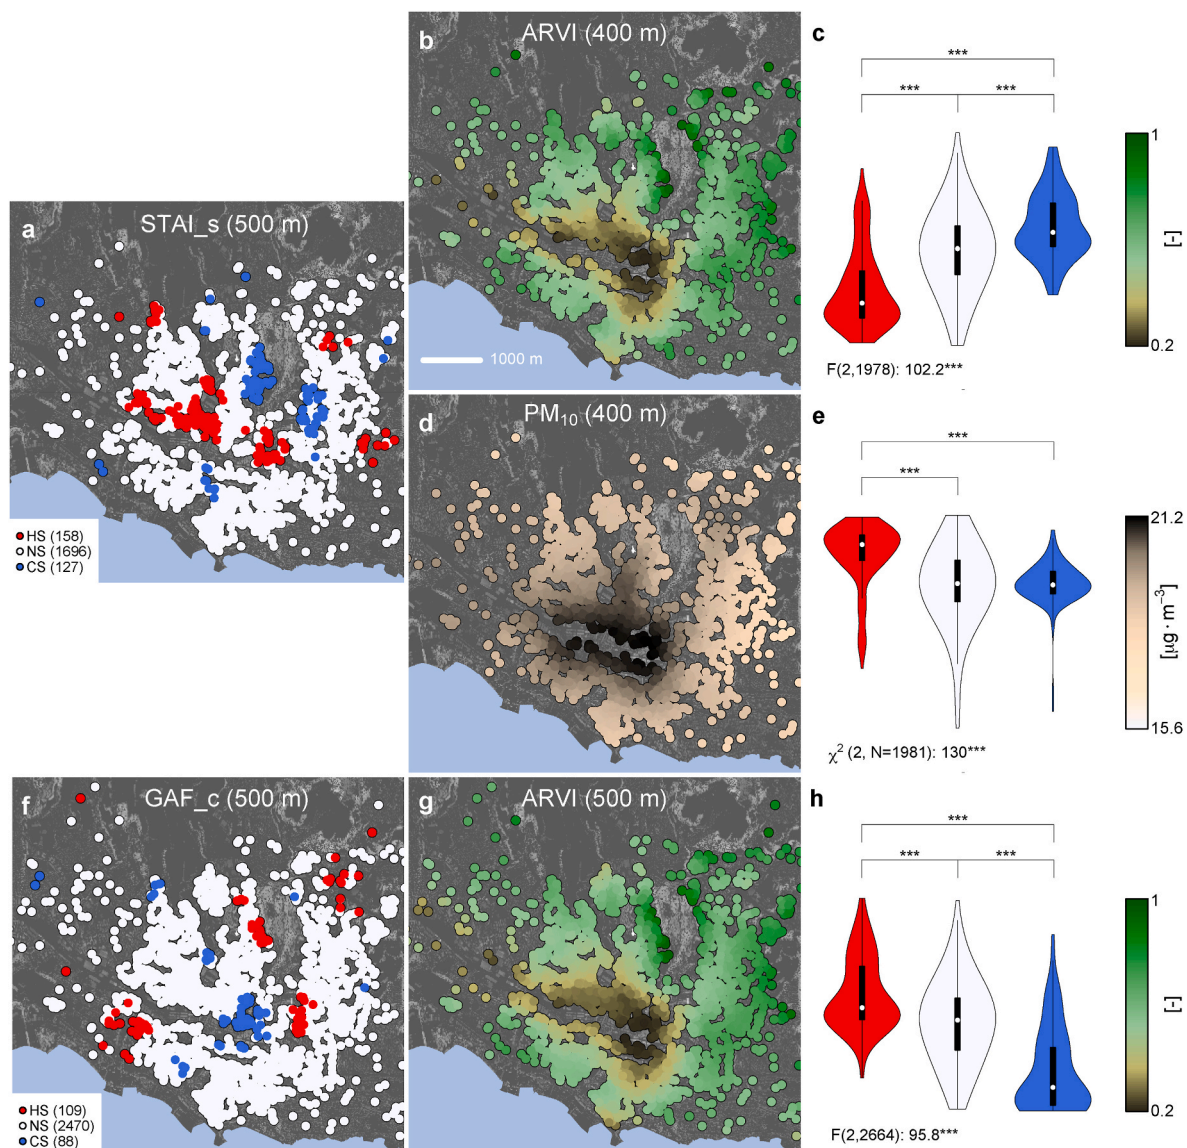 a
STAI_s (500 m)
HS (158)
NS (1696)
CS (127)
b
ARVI (400 m)
1000 m
c
***
*** ***
F(2,1978): 102.2***
1
[-]
0.2
d
PM₁₀ (400 m)
e
***
***
χ² (2, N=1981): 130***
21.2
[µg · m⁻³]
15.6
f
GAF_c (500 m)
HS (109)
NS (2470)
CS (88)
g
ARVI (500 m)
h
***
*** ***
F(2,2664): 95.8***
1
[-]
0.2